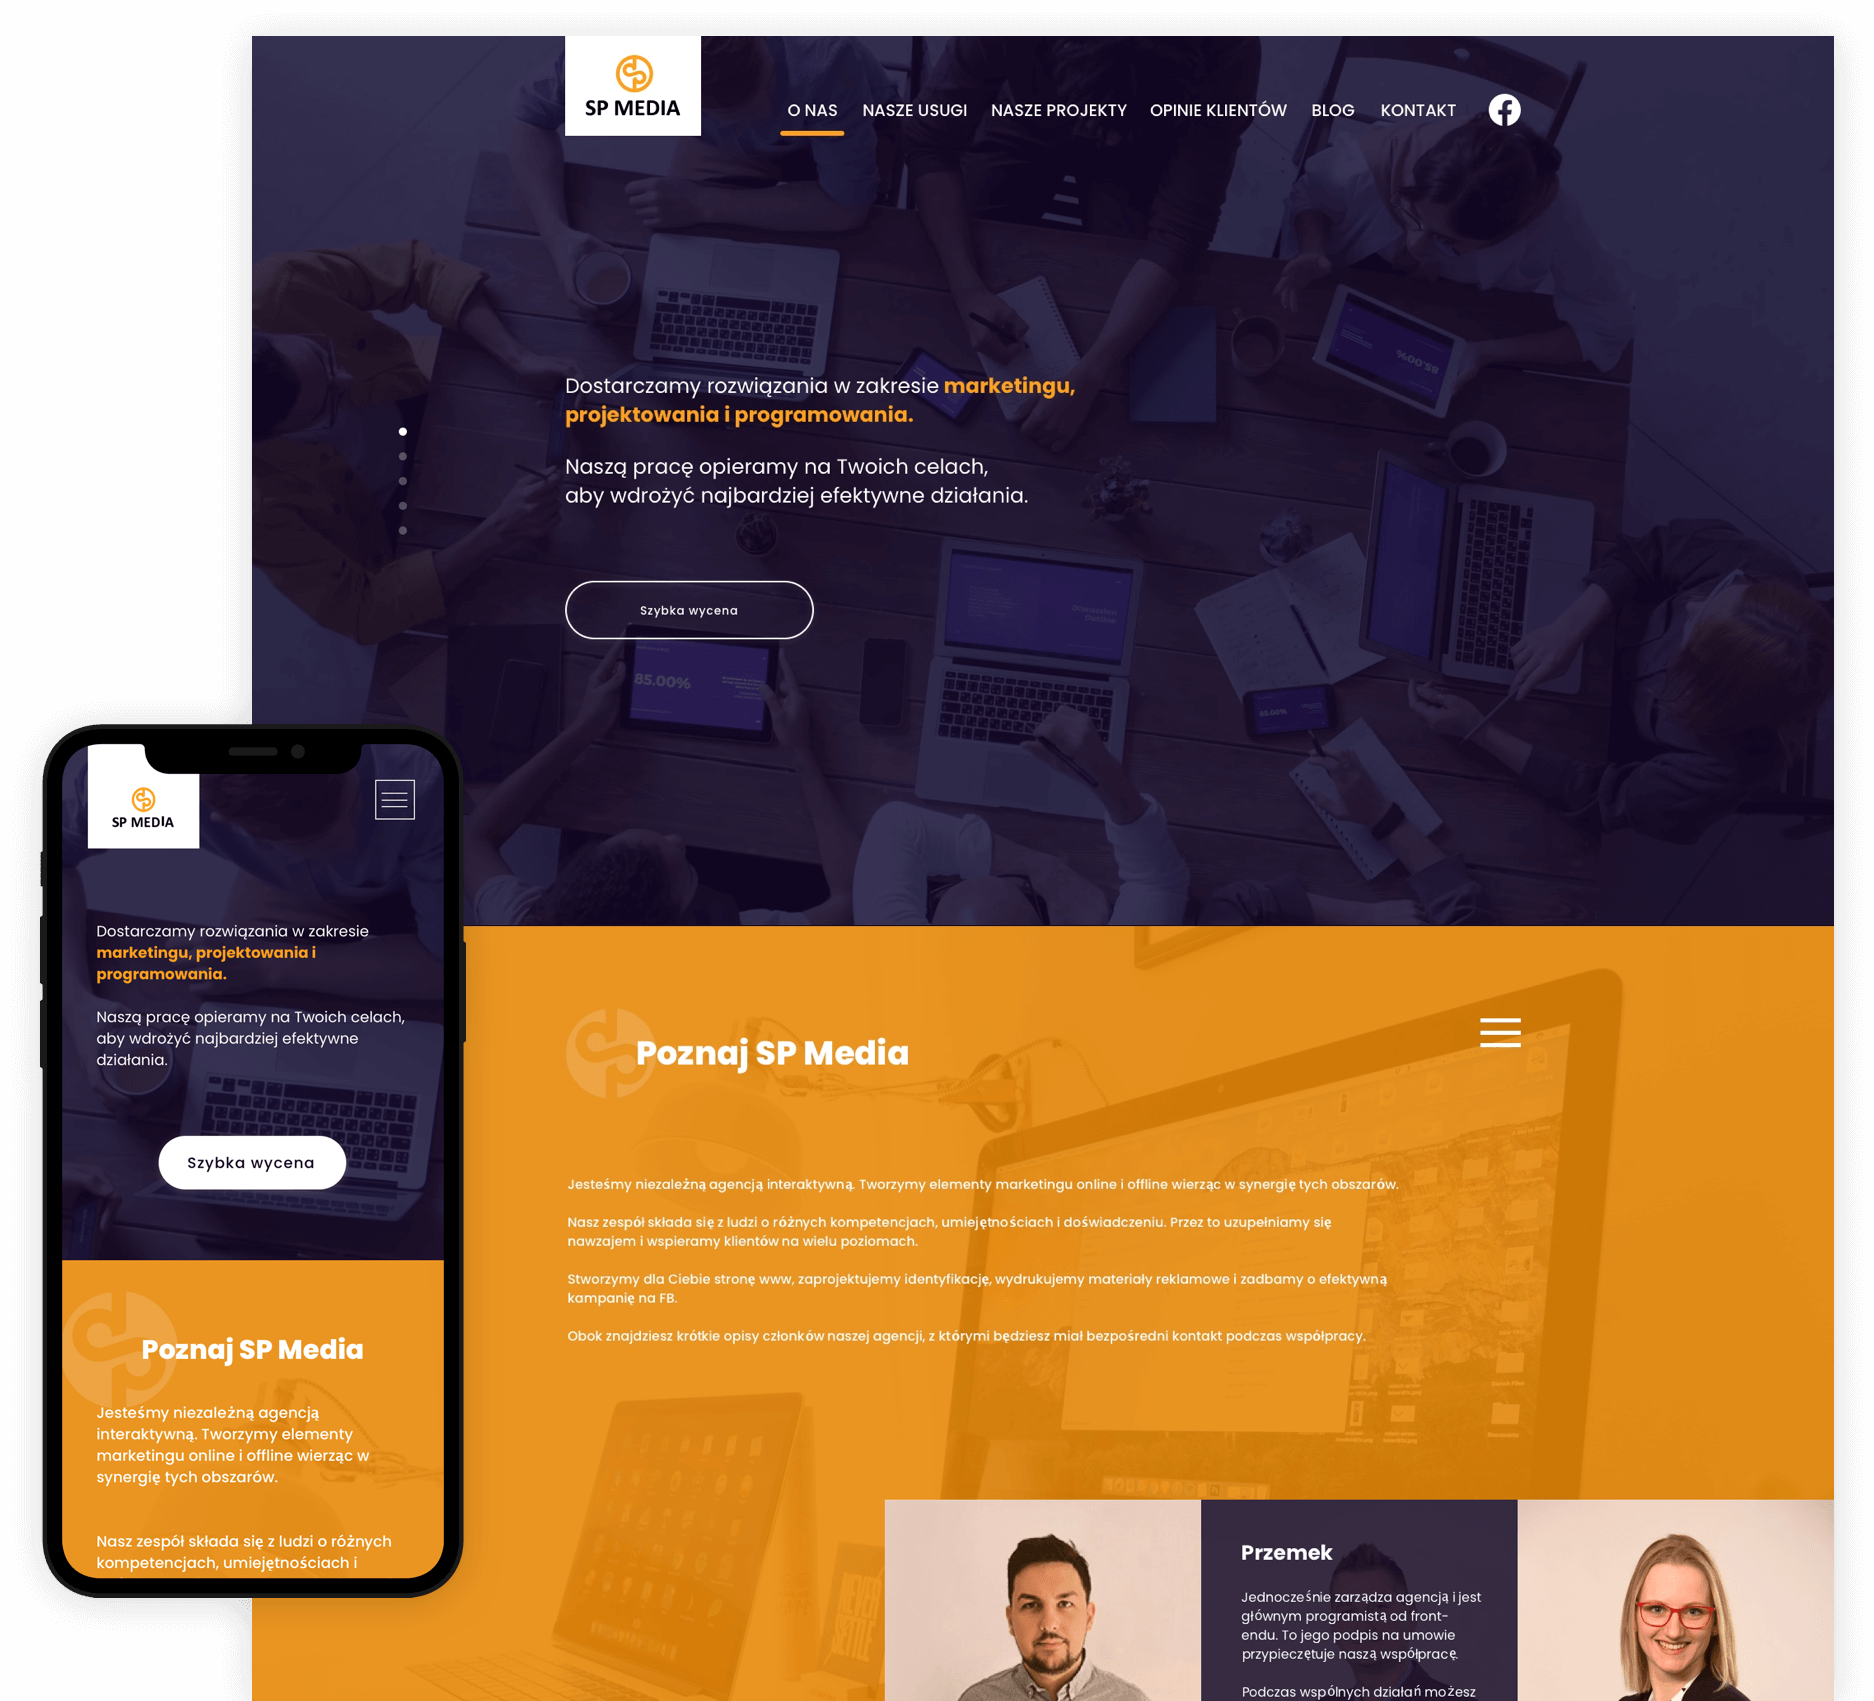 SP MEDIA
O NAS
NASZE USUGI
NASZE PROJEKTY
OPINIE KLIENTÓW
BLOG
KONTAKT
Dostarczamy rozwiązania w zakresie marketingu,
projektowania i programowania.
Naszą pracę opieramy na Twoich celach,
aby wdrożyć najbardziej efektywne działania.
Szybka wycena
85.00%
85.00%
85.00%
Poznaj SP Media
Jesteśmy niezależną agencją interaktywną. Tworzymy elementy marketingu online i offline wierząc w synergię tych obszarów.
Nasz zespół składa się z ludzi o różnych kompetencjach, umiejętnościach i doświadczeniu. Przez to uzupełniamy się
nawzajem i wspieramy klientów na wielu poziomach.
Stworzymy dla Ciebie stronę www, zaprojektujemy identyfikację, wydrukujemy materiały reklamowe i zadbamy o efektywną
kampanię na FB.
Obok znajdziesz krótkie opisy członków naszej agencji, z którymi będziesz miał bezpośredni kontakt podczas współpracy.
NEVER
SETTLE
Przemek
Jednocześnie zarządza agencją i jest
głównym programistą od front-
endu. To jego podpis na umowie
przypieczętuje naszą współpracę.
Podczas wspólnych działań możesz
SP MEDIA
Dostarczamy rozwiązania w zakresie
marketingu, projektowania i
programowania.
Naszą pracę opieramy na Twoich celach,
aby wdrożyć najbardziej efektywne
działania.
Szybka wycena
Poznaj SP Media
Jesteśmy niezależną agencją
interaktywną. Tworzymy elementy
marketingu online i offline wierząc w
synergię tych obszarów.
Nasz zespół składa się z ludzi o różnych
kompetencjach, umiejętnościach i